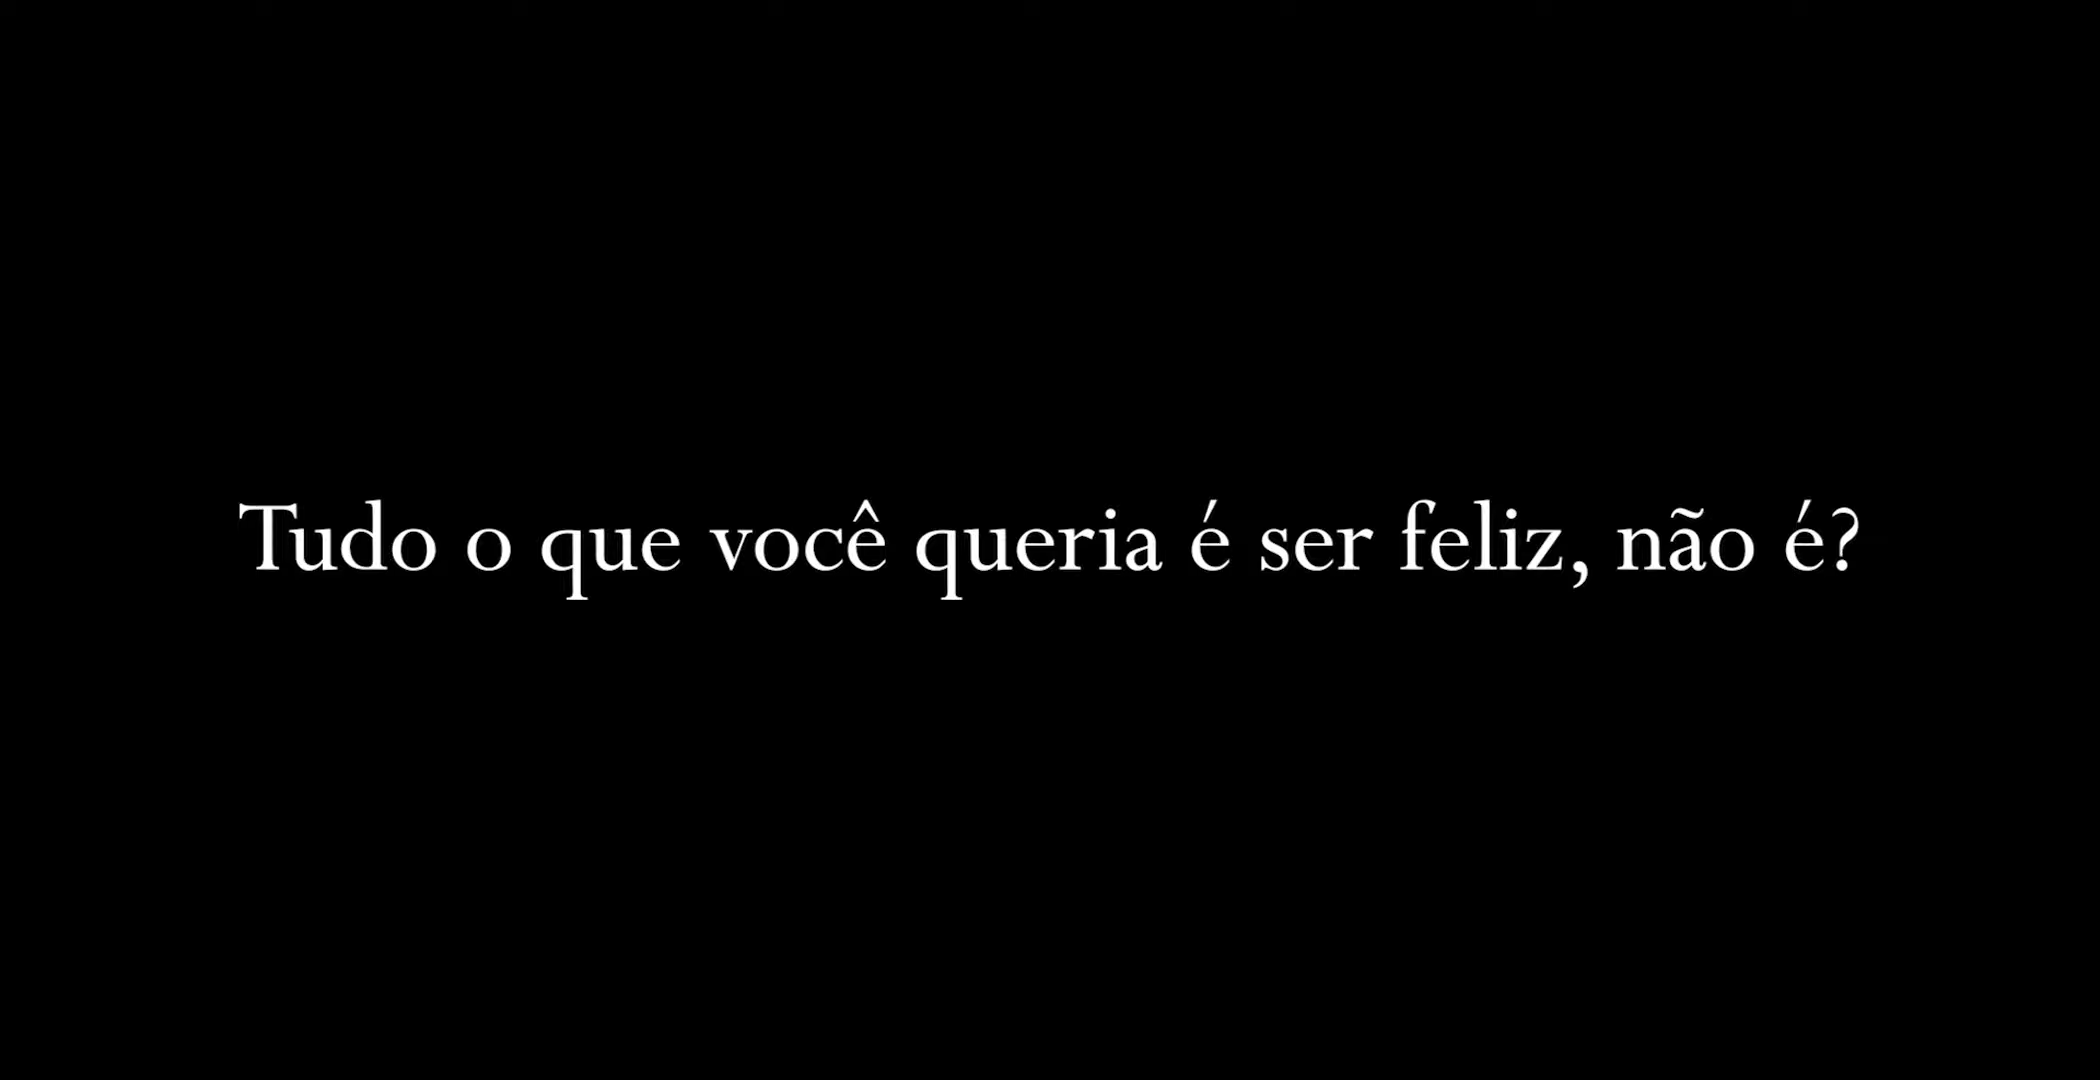 Tudo o que você queria é ser feliz, não é?